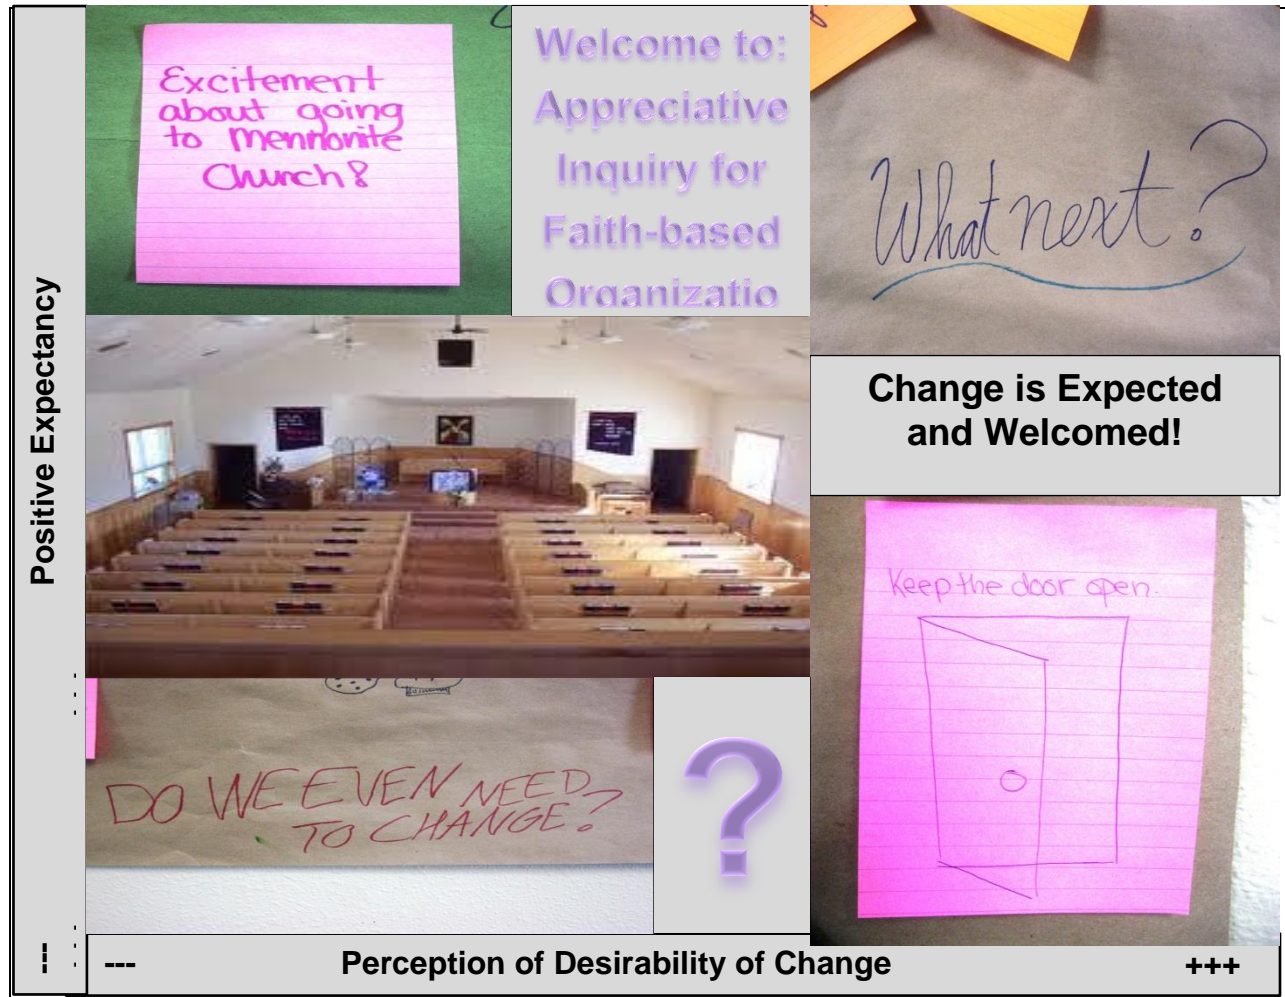 Excitement
about going
to Mennonite
Church!
Welcome to:
Appreciative
Inquiry for
Faith-based
Organizatio
What next?
Positive Expectancy
Change is Expected
and Welcomed!
Keep the door open.
DO WE EVEN NEED
TO CHANGE?
?
---
---
Perception of Desirability of Change
+++